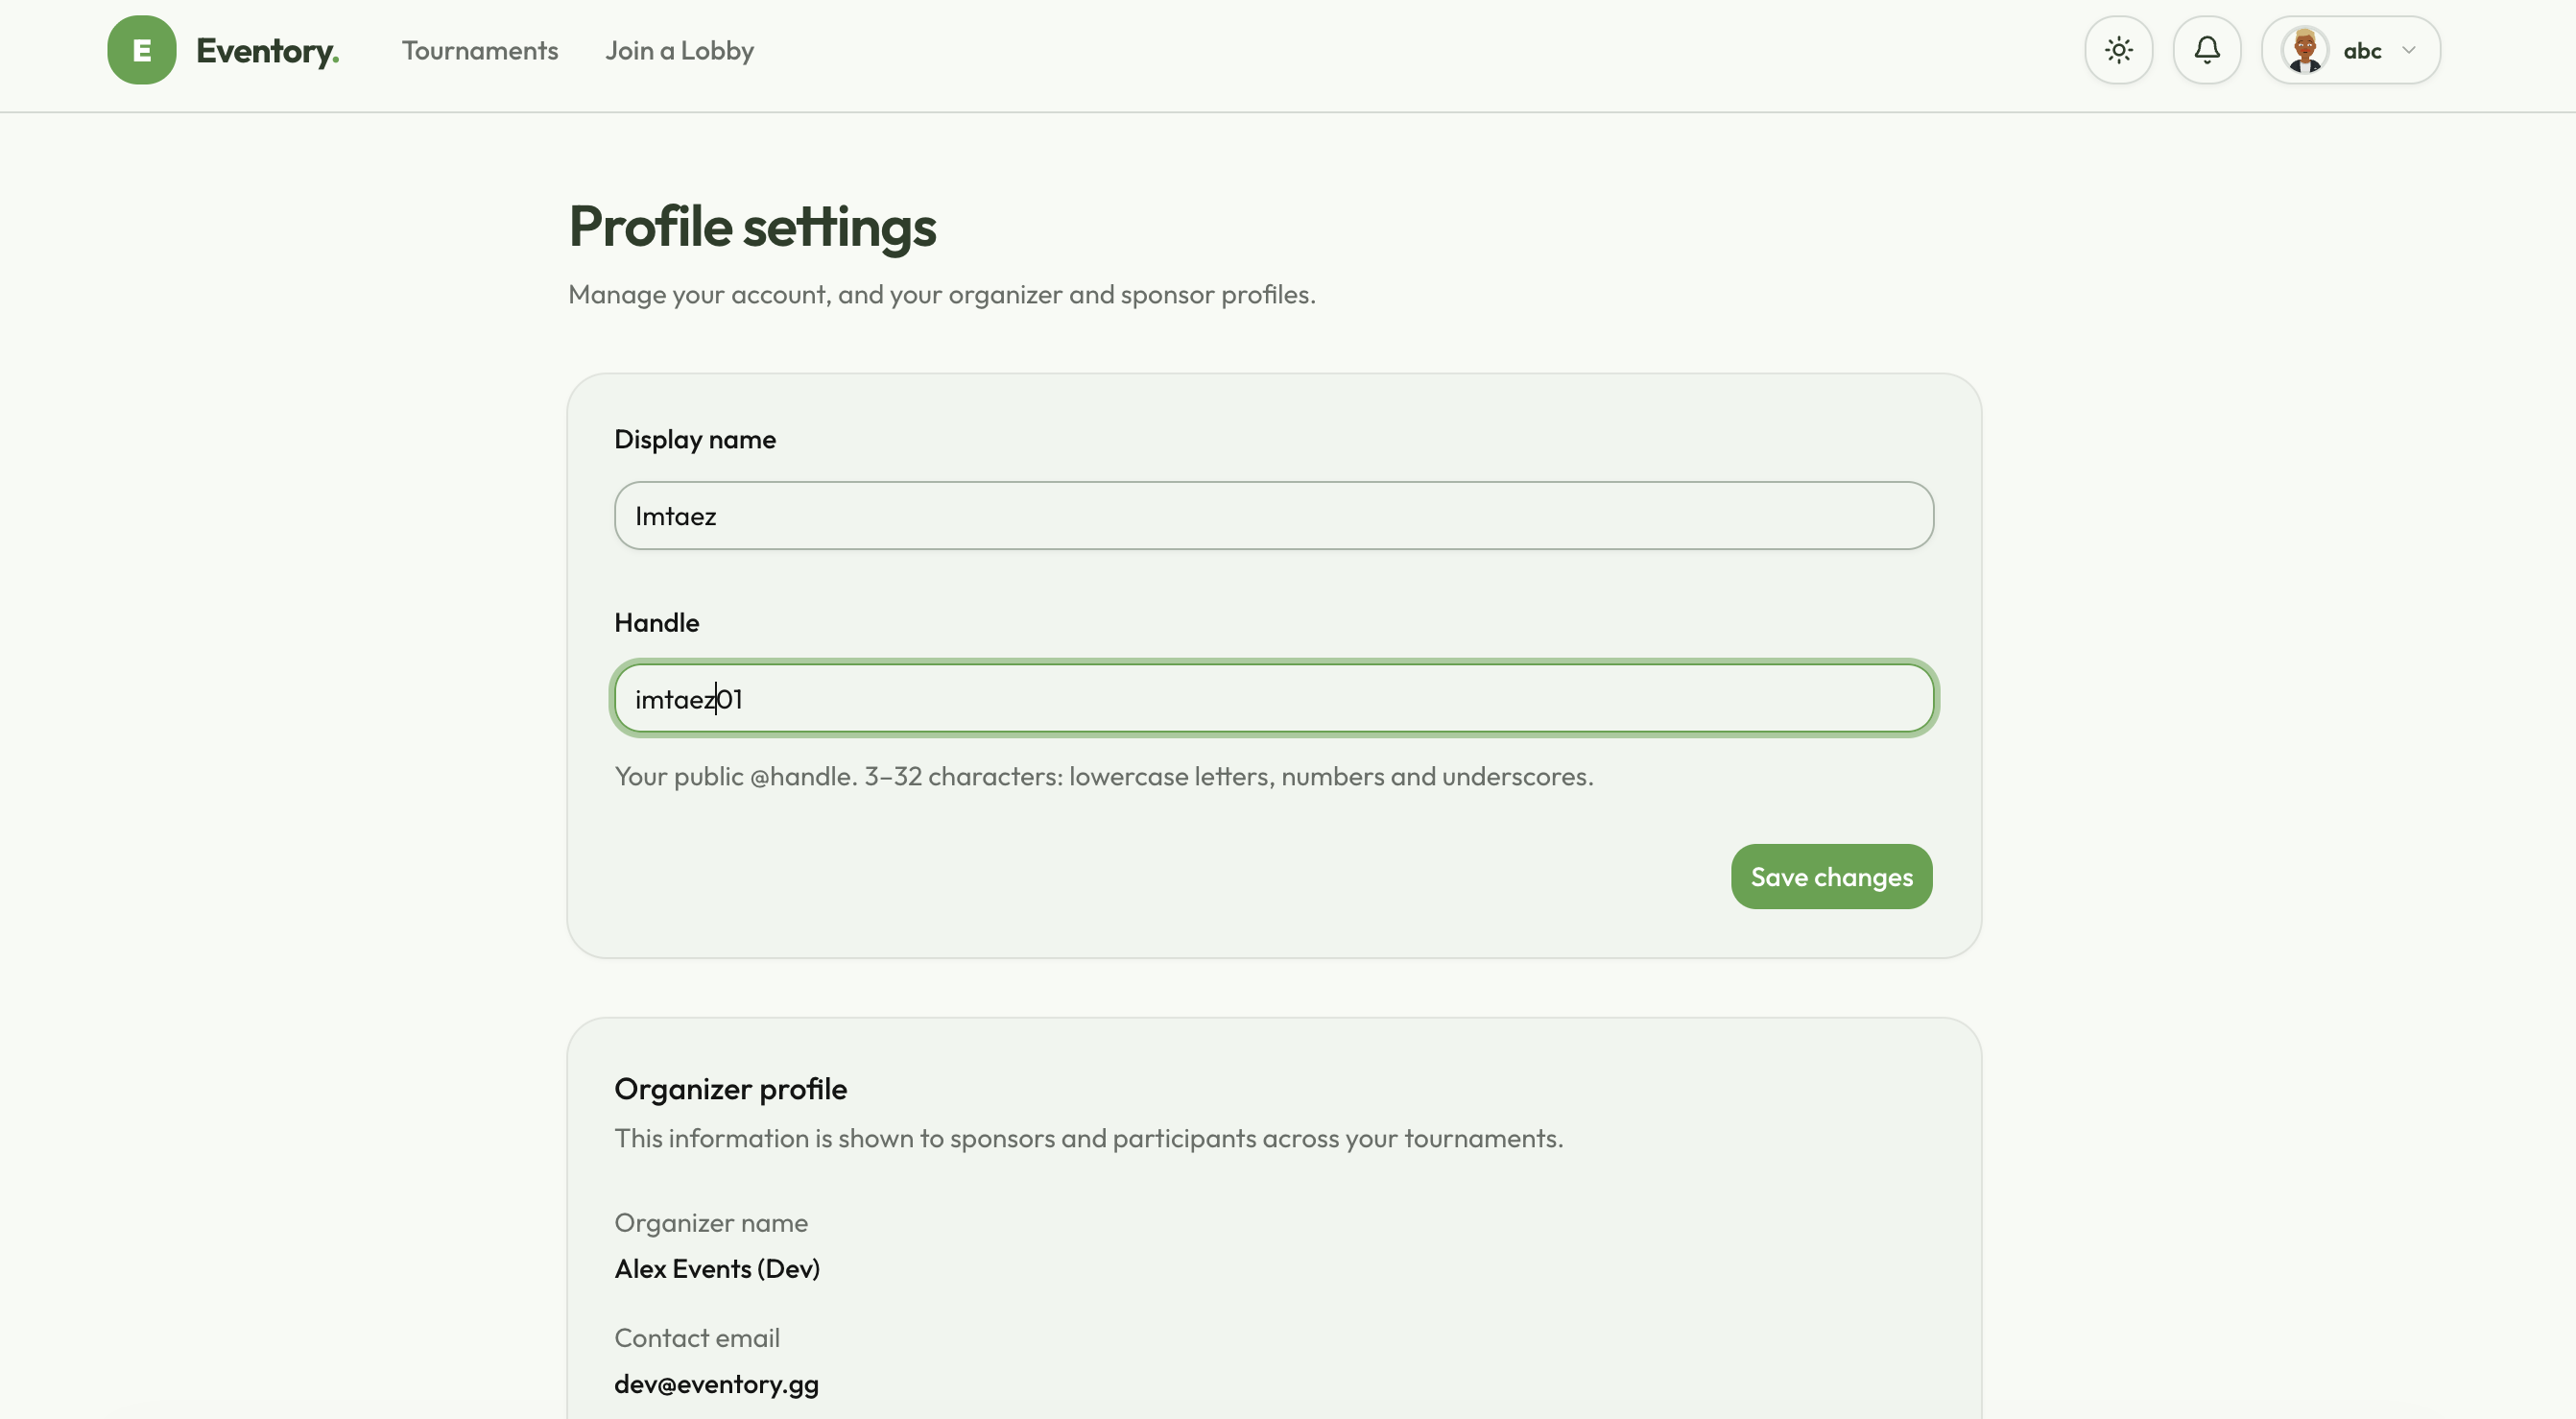 E Eventory. Tournaments Join a Lobby abc
Profile settings
Manage your account, and your organizer and sponsor profiles.
Display name
Imtaez
Handle
imtaez01
Your public @handle. 3–32 characters: lowercase letters, numbers and underscores.
Save changes
Organizer profile
This information is shown to sponsors and participants across your tournaments.
Organizer name
Alex Events (Dev)
Contact email
dev@eventory.gg